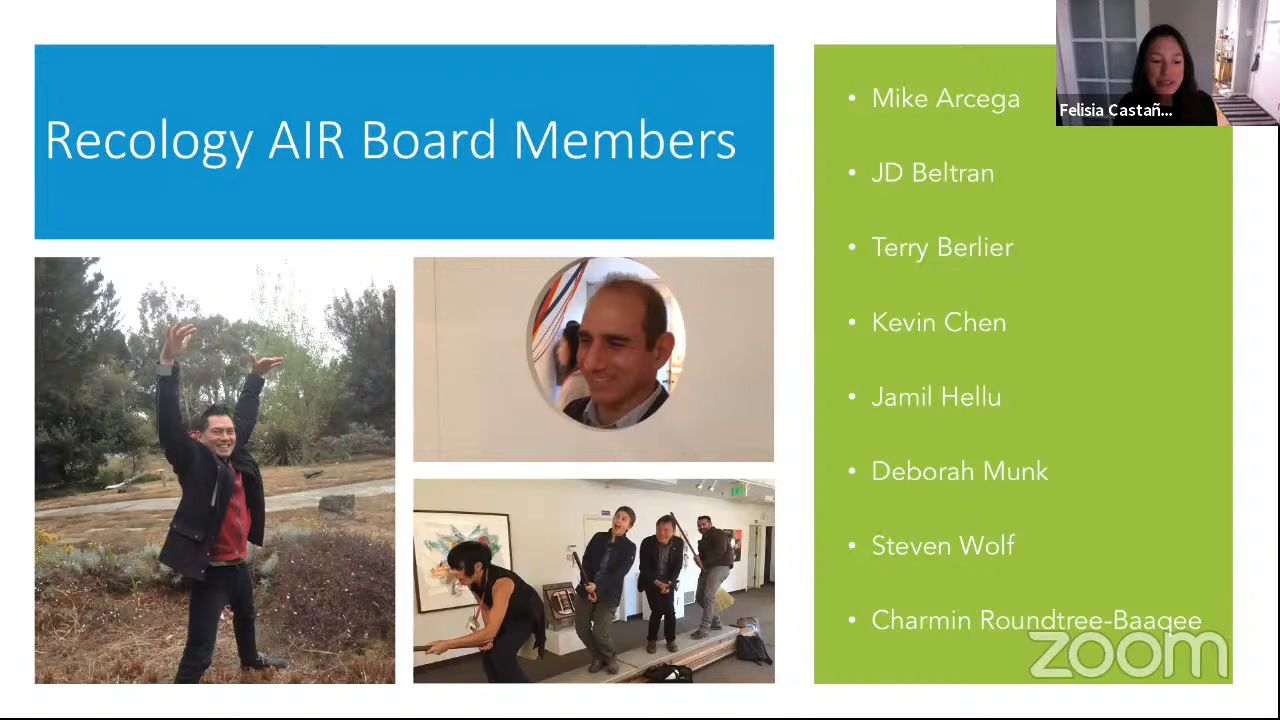 Recology AIR Board Members
• Mike Arcega
• JD Beltran
• Terry Berlier
• Kevin Chen
• Jamil Hellu
• Deborah Munk
• Steven Wolf
• Charmin Roundtree-Baaqee
Felisia Castañ...
zoom